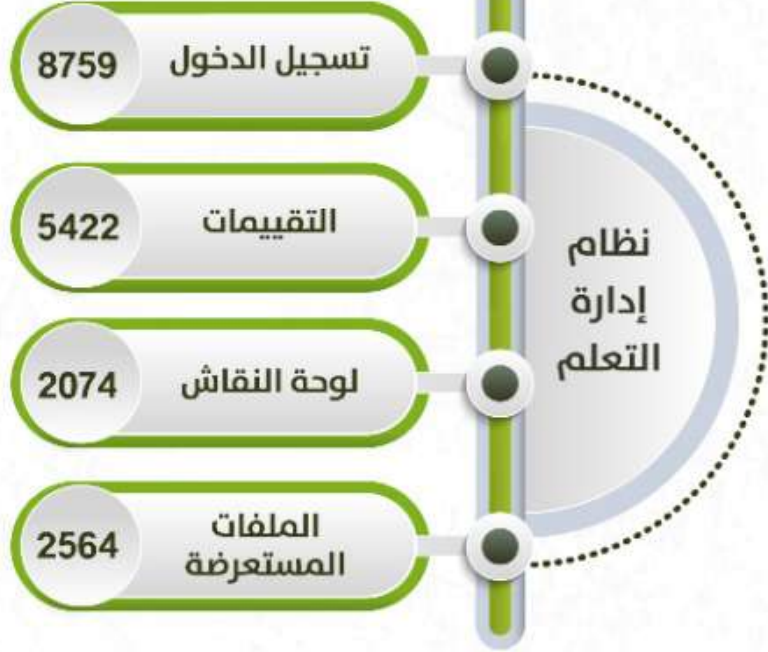 نظام
إدارة
التعلم
تسجيل الدخول
8759
التقييمات
5422
لوحة النقاش
2074
الملفات
المستعرضة
2564